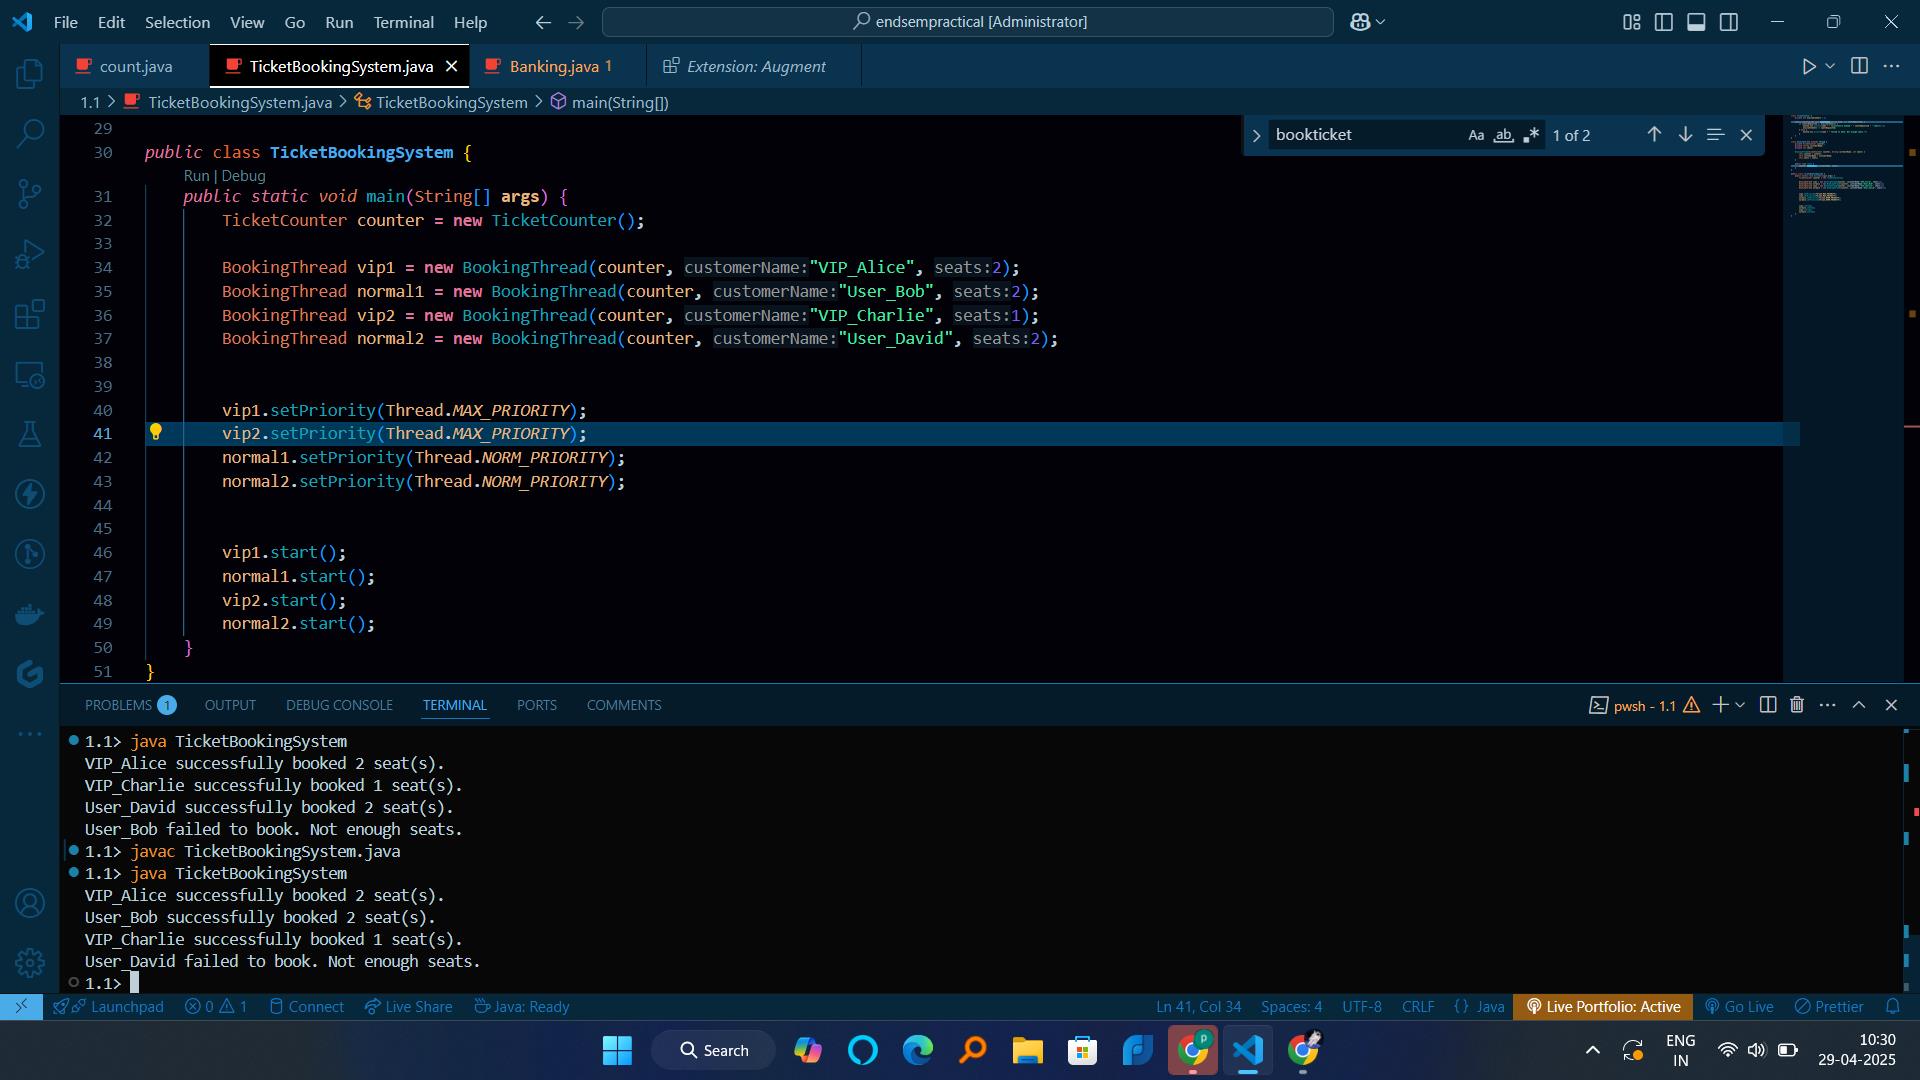 File Edit Selection View Go Run Terminal Help
endsempractical [Administrator]
count.java TicketBookingSystem.java Banking.java 1 Extension: Augment
1.1 > TicketBookingSystem.java > TicketBookingSystem > main(String[])
bookticket Aa ab 1 of 2
29
30 public class TicketBookingSystem {
Run | Debug
31 public static void main(String[] args) {
32 TicketCounter counter = new TicketCounter();
33
34 BookingThread vip1 = new BookingThread(counter, customerName:"VIP_Alice", seats:2);
35 BookingThread normal1 = new BookingThread(counter, customerName:"User_Bob", seats:2);
36 BookingThread vip2 = new BookingThread(counter, customerName:"VIP_Charlie", seats:1);
37 BookingThread normal2 = new BookingThread(counter, customerName:"User_David", seats:2);
38
39
40 vip1.setPriority(Thread.MAX_PRIORITY);
41 vip2.setPriority(Thread.MAX_PRIORITY);
42 normal1.setPriority(Thread.NORM_PRIORITY);
43 normal2.setPriority(Thread.NORM_PRIORITY);
44
45
46 vip1.start();
47 normal1.start();
48 vip2.start();
49 normal2.start();
50 }
51 }
PROBLEMS 1 OUTPUT DEBUG CONSOLE TERMINAL PORTS COMMENTS
pwsh - 1.1
1.1> java TicketBookingSystem
VIP_Alice successfully booked 2 seat(s).
VIP_Charlie successfully booked 1 seat(s).
User_David successfully booked 2 seat(s).
User_Bob failed to book. Not enough seats.
1.1> javac TicketBookingSystem.java
1.1> java TicketBookingSystem
VIP_Alice successfully booked 2 seat(s).
User_Bob successfully booked 2 seat(s).
VIP_Charlie successfully booked 1 seat(s).
User_David failed to book. Not enough seats.
1.1>
Launchpad 0 1 Connect Live Share Java: Ready
Ln 41, Col 34 Spaces: 4 UTF-8 CRLF {} Java Live Portfolio: Active Go Live Prettier
Search
ENG
IN
10:30
29-04-2025